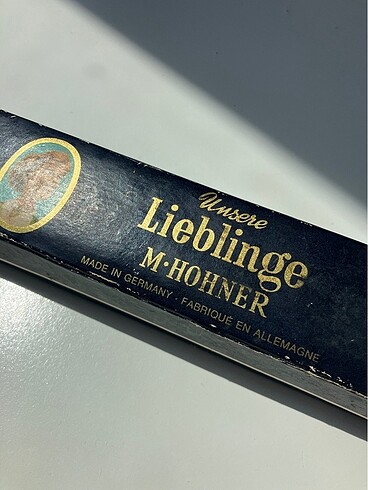 Unsere
Lieblinge
M·HOHNER
MADE IN GERMANY · FABRIQUÉ EN ALLEMAGNE